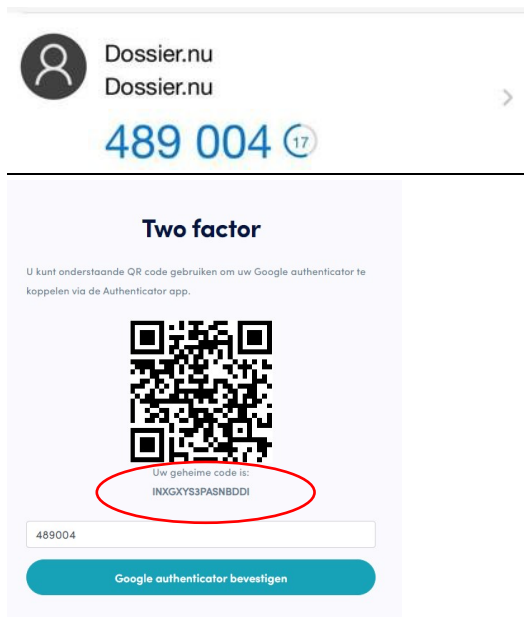 Dossier.nu
Dossier.nu
489 004 17
Two factor
U kunt onderstaande QR code gebruiken om uw Google authenticator te
koppelen via de Authenticator app.
Uw geheime code is:
INXGXYS3PASNBDDI
489004
Google authenticator bevestigen